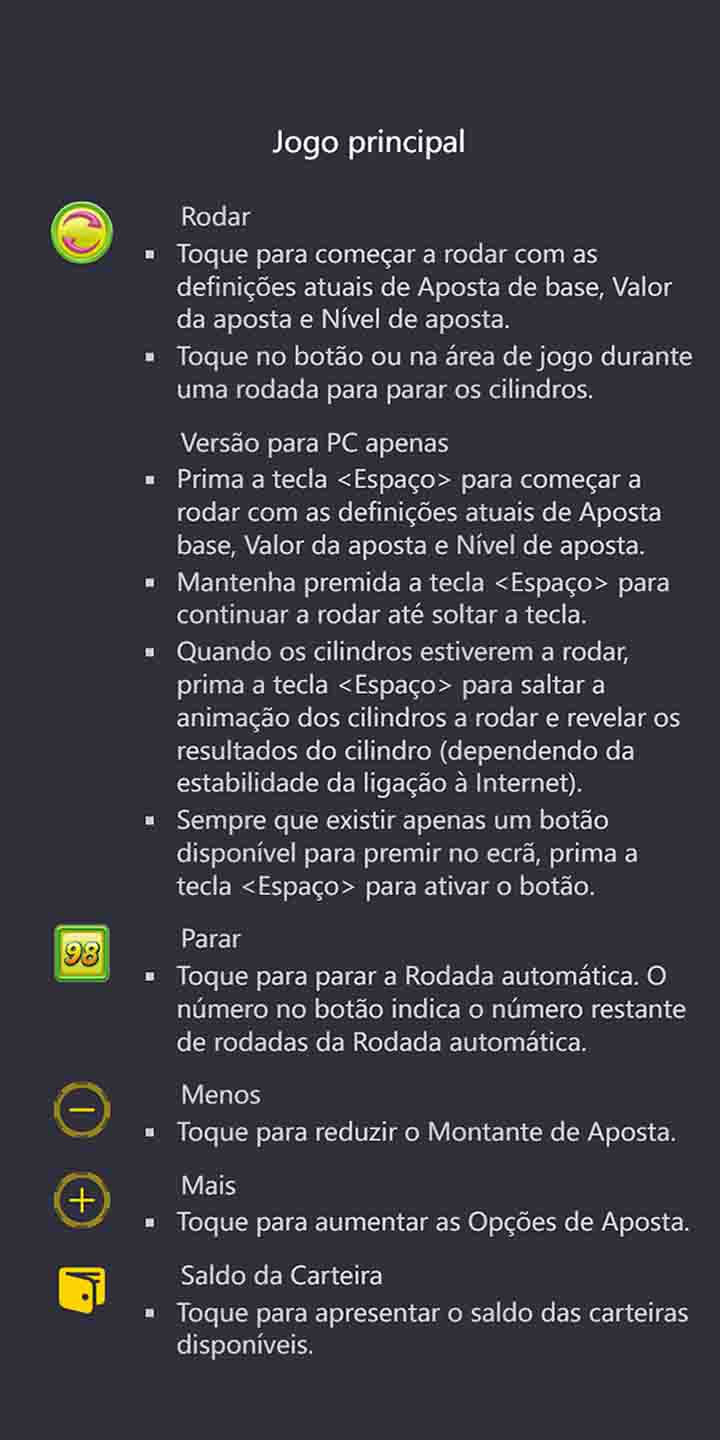 Jogo principal
Rodar
▪ Toque para começar a rodar com as
definições atuais de Aposta de base, Valor
da aposta e Nível de aposta.
▪ Toque no botão ou na área de jogo durante
uma rodada para parar os cilindros.
Versão para PC apenas
▪ Prima a tecla <Espaço> para começar a
rodar com as definições atuais de Aposta
base, Valor da aposta e Nível de aposta.
▪ Mantenha premida a tecla <Espaço> para
continuar a rodar até soltar a tecla.
▪ Quando os cilindros estiverem a rodar,
prima a tecla <Espaço> para saltar a
animação dos cilindros a rodar e revelar os
resultados do cilindro (dependendo da
estabilidade da ligação à Internet).
▪ Sempre que existir apenas um botão
disponível para premir no ecrã, prima a
tecla <Espaço> para ativar o botão.
98
Parar
▪ Toque para parar a Rodada automática. O
número no botão indica o número restante
de rodadas da Rodada automática.
Menos
▪ Toque para reduzir o Montante de Aposta.
Mais
▪ Toque para aumentar as Opções de Aposta.
Saldo da Carteira
▪ Toque para apresentar o saldo das carteiras
disponíveis.